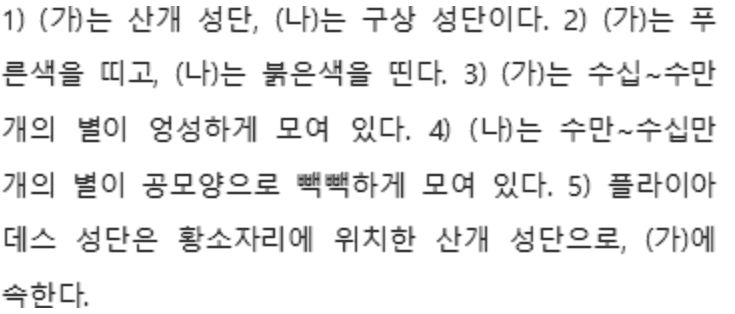 1) (가)는 산개 성단, (나)는 구상 성단이다. 2) (가)는 푸
른색을 띠고, (나)는 붉은색을 띤다. 3) (가)는 수십~수만
개의 별이 엉성하게 모여 있다. 4) (나)는 수만~수십만
개의 별이 공모양으로 빽빽하게 모여 있다. 5) 플라이아
데스 성단은 황소자리에 위치한 산개 성단으로, (가)에
속한다.